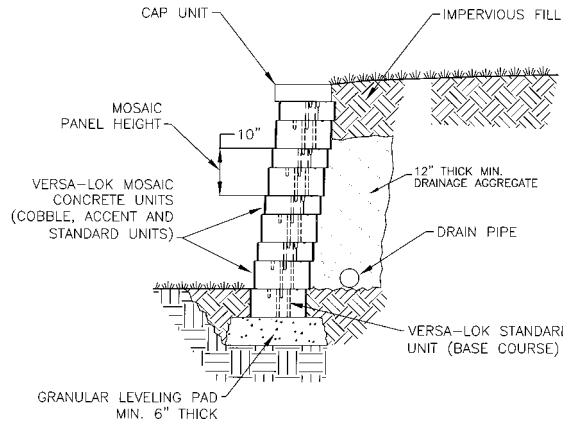 CAP UNIT
IMPERVIOUS FILL
MOSAIC
PANEL HEIGHT
10"
VERSA-LOK MOSAIC
CONCRETE UNITS
(COBBLE, ACCENT AND
STANDARD UNITS)
12" THICK MIN.
DRAINAGE AGGREGATE
DRAIN PIPE
VERSA-LOK STANDARD
UNIT (BASE COURSE)
GRANULAR LEVELING PAD
MIN. 6" THICK